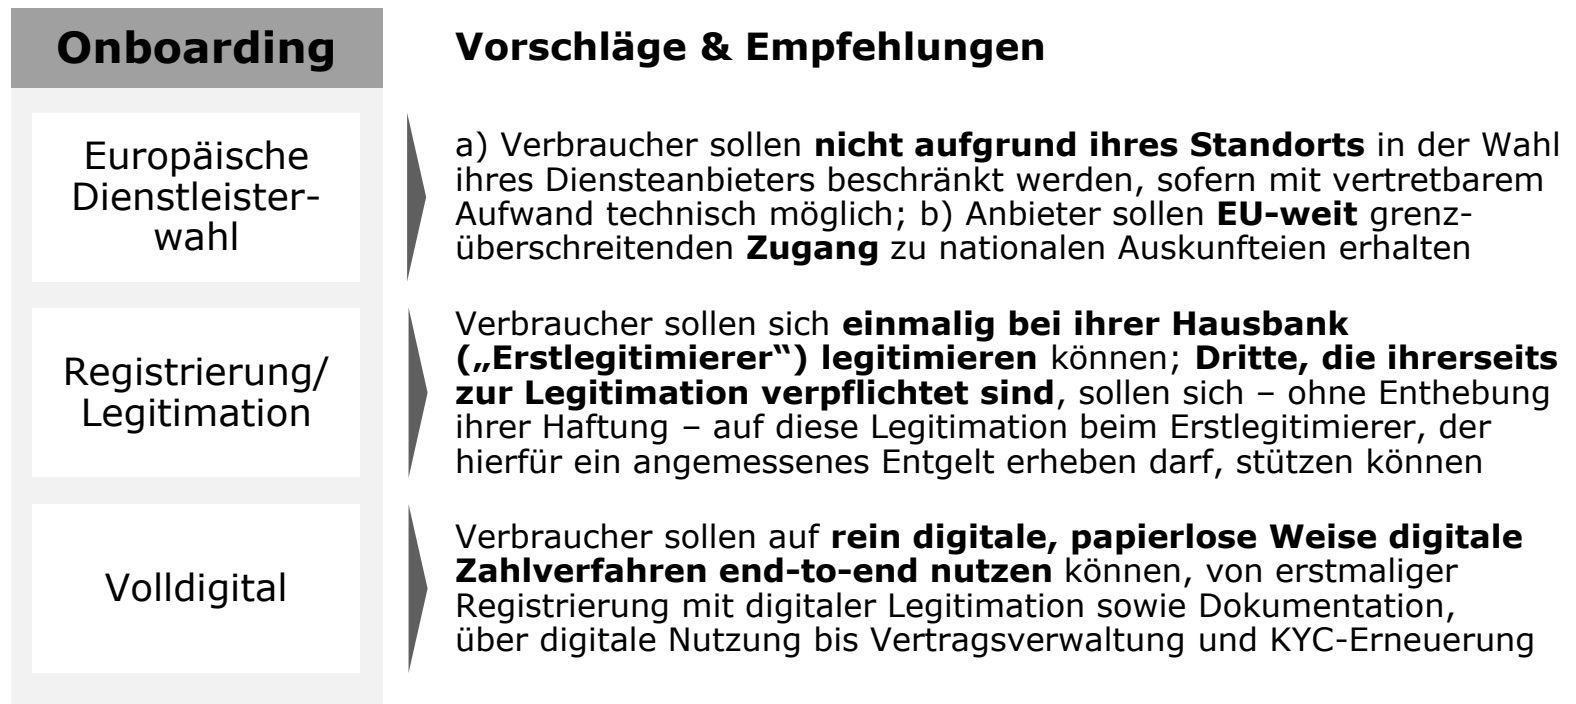 Onboarding
Vorschläge & Empfehlungen
Europäische
Dienstleister-
wahl
a) Verbraucher sollen nicht aufgrund ihres Standorts in der Wahl
ihres Diensteanbieters beschränkt werden, sofern mit vertretbarem
Aufwand technisch möglich; b) Anbieter sollen EU-weit grenz-
überschreitenden Zugang zu nationalen Auskunfteien erhalten
Registrierung/
Legitimation
Verbraucher sollen sich einmalig bei ihrer Hausbank
(„Erstlegitimierer“) legitimieren können; Dritte, die ihrerseits
zur Legitimation verpflichtet sind, sollen sich – ohne Enthebung
ihrer Haftung – auf diese Legitimation beim Erstlegitimierer, der
hierfür ein angemessenes Entgelt erheben darf, stützen können
Volldigital
Verbraucher sollen auf rein digitale, papierlose Weise digitale
Zahlverfahren end-to-end nutzen können, von erstmaliger
Registrierung mit digitaler Legitimation sowie Dokumentation,
über digitale Nutzung bis Vertragsverwaltung und KYC-Erneuerung